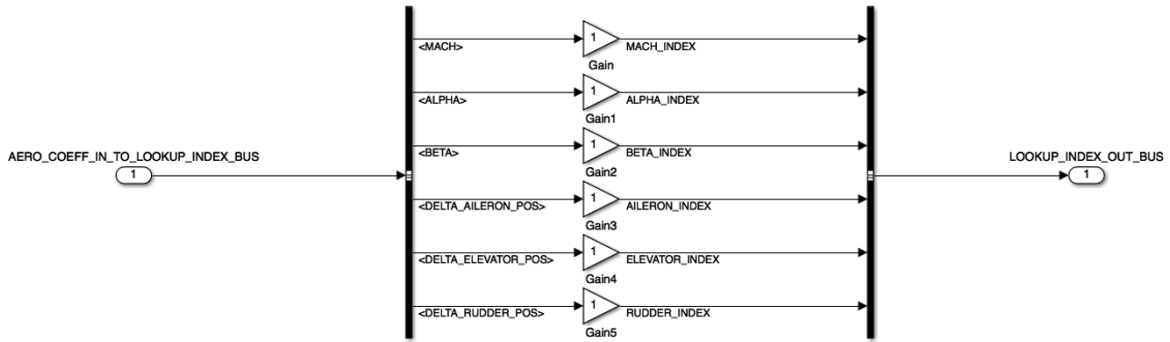 1
<MACH>
MACH_INDEX
Gain
1
<ALPHA>
ALPHA_INDEX
Gain1
AERO_COEFF_IN_TO_LOOKUP_INDEX_BUS
1
1
<BETA>
BETA_INDEX
Gain2
LOOKUP_INDEX_OUT_BUS
1
1
<DELTA_AILERON_POS>
AILERON_INDEX
Gain3
1
<DELTA_ELEVATOR_POS>
ELEVATOR_INDEX
Gain4
1
<DELTA_RUDDER_POS>
RUDDER_INDEX
Gain5